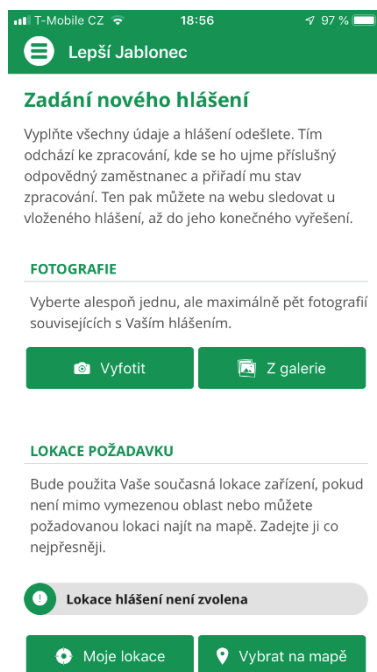 T-Mobile CZ 18:56 97 %
Lepší Jablonec
Zadání nového hlášení
Vyplňte všechny údaje a hlášení odešlete. Tím
odchází ke zpracování, kde se ho ujme příslušný
odpovědný zaměstnanec a přiřadí mu stav
zpracování. Ten pak můžete na webu sledovat u
vloženého hlášení, až do jeho konečného vyřešení.
FOTOGRAFIE
Vyberte alespoň jednu, ale maximálně pět fotografií
souvisejících s Vaším hlášením.
Vyfotit Z galerie
LOKACE POŽADAVKU
Bude použita Vaše současná lokace zařízení, pokud
není mimo vymezenou oblast nebo můžete
požadovanou lokaci najít na mapě. Zadejte ji co
nejpřesněji.
Lokace hlášení není zvolena
Moje lokace Vybrat na mapě